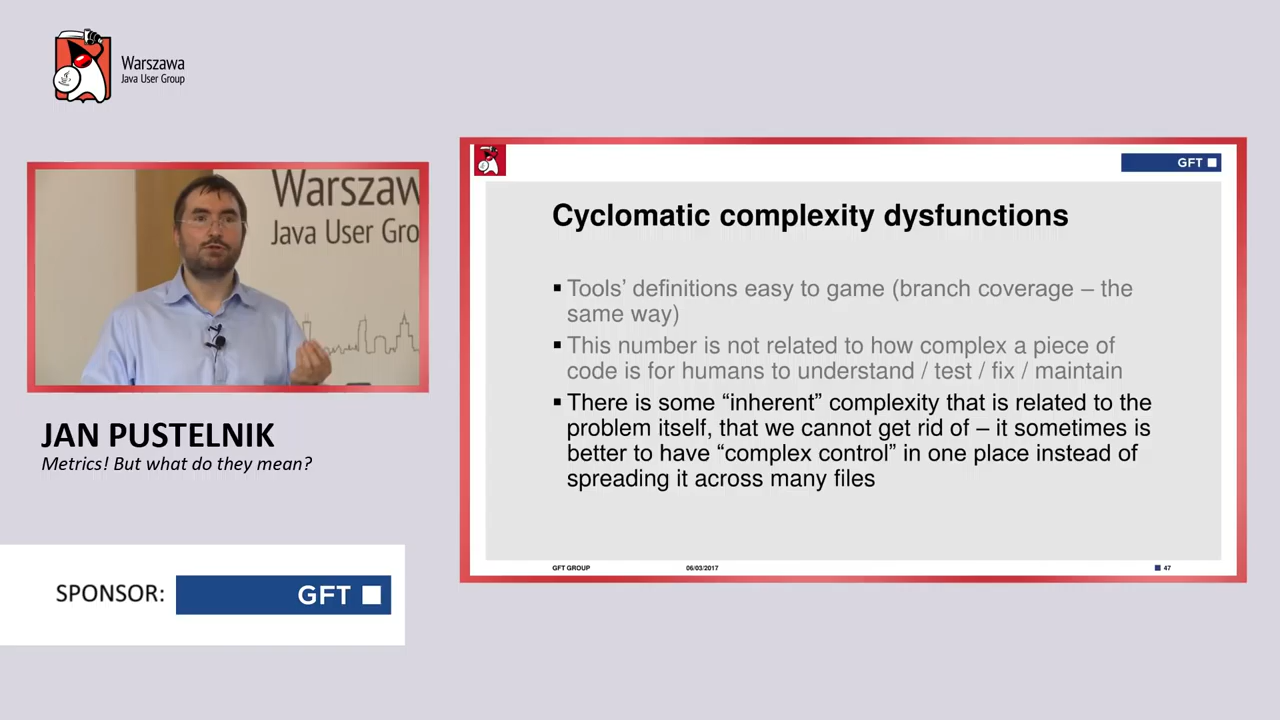 Warszawa
Java User Group
Warszaw
Java User Gro
JAN PUSTELNIK
Metrics! But what do they mean?
SPONSOR:
GFT
GFT
Cyclomatic complexity dysfunctions
Tools’ definitions easy to game (branch coverage – the
same way)
This number is not related to how complex a piece of
code is for humans to understand / test / fix / maintain
There is some “inherent” complexity that is related to the
problem itself, that we cannot get rid of – it sometimes is
better to have “complex control” in one place instead of
spreading it across many files
GFT GROUP 06/03/2017 47